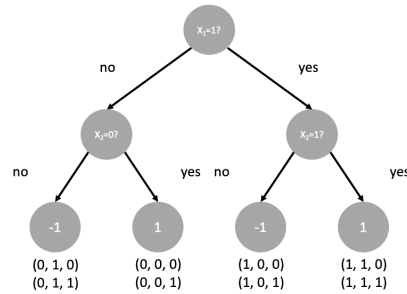 X₁=1?
no
yes
X₂=0?
X₂=1?
no
yes
no
yes
-1
1
-1
1
(0, 1, 0)
(0, 0, 0)
(1, 0, 0)
(1, 1, 0)
(0, 1, 1)
(0, 0, 1)
(1, 0, 1)
(1, 1, 1)